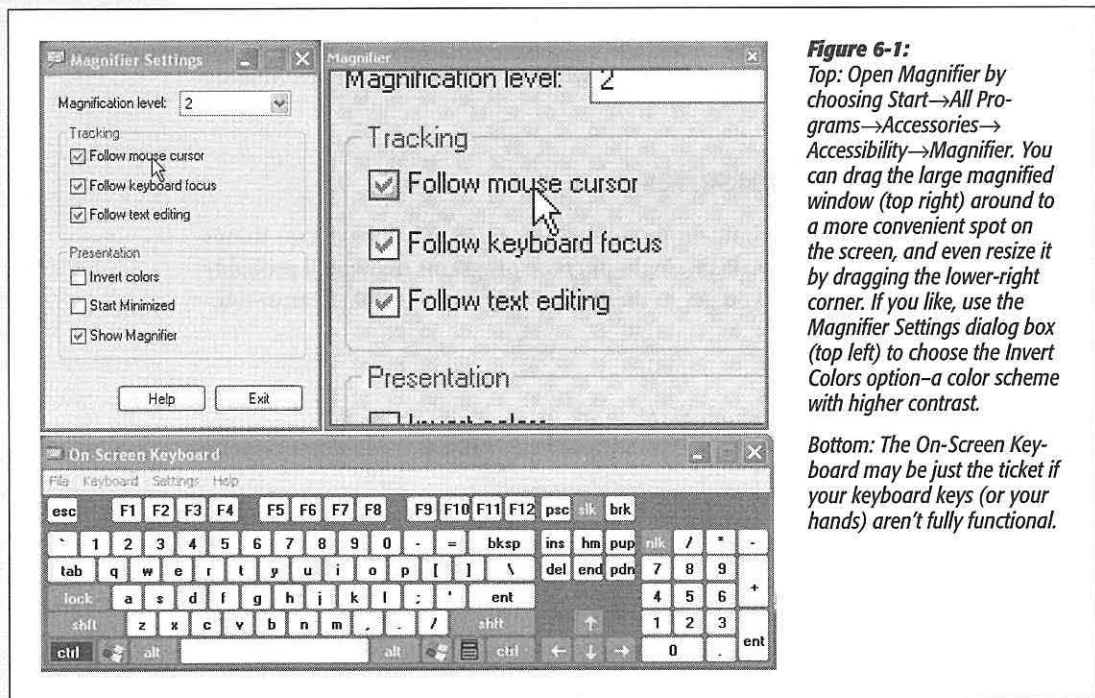 Magnifier Settings
Magnification level: 2
Tracking
Follow mouse cursor
Follow keyboard focus
Follow text editing
Presentation
Invert colors
Start Minimized
Show Magnifier
Help Exit
Magnifier
Magnification level: 2
Tracking
Follow mouse cursor
Follow keyboard focus
Follow text editing
Presentation
Invert colors
On-Screen Keyboard
File Keyboard Settings Help
esc F1 F2 F3 F4 F5 F6 F7 F8 F9 F10 F11 F12 psc slk brk
` 1 2 3 4 5 6 7 8 9 0 - = bksp ins hm pup nlk / * -
tab q w e r t y u i o p [ ] \ del end pdn 7 8 9 +
lock a s d f g h j k l ; ' ent 4 5 6
shft z x c v b n m , . / shft ↑ 1 2 3 ent
ctrl alt alt ctrl ← ↓ → 0 .
Figure 6-1:
Top: Open Magnifier by
choosing Start→All Pro-
grams→Accessories→
Accessibility→Magnifier. You
can drag the large magnified
window (top right) around to
a more convenient spot on
the screen, and even resize it
by dragging the lower-right
corner. If you like, use the
Magnifier Settings dialog box
(top left) to choose the Invert
Colors option–a color scheme
with higher contrast.
Bottom: The On-Screen Key-
board may be just the ticket if
your keyboard keys (or your
hands) aren't fully functional.